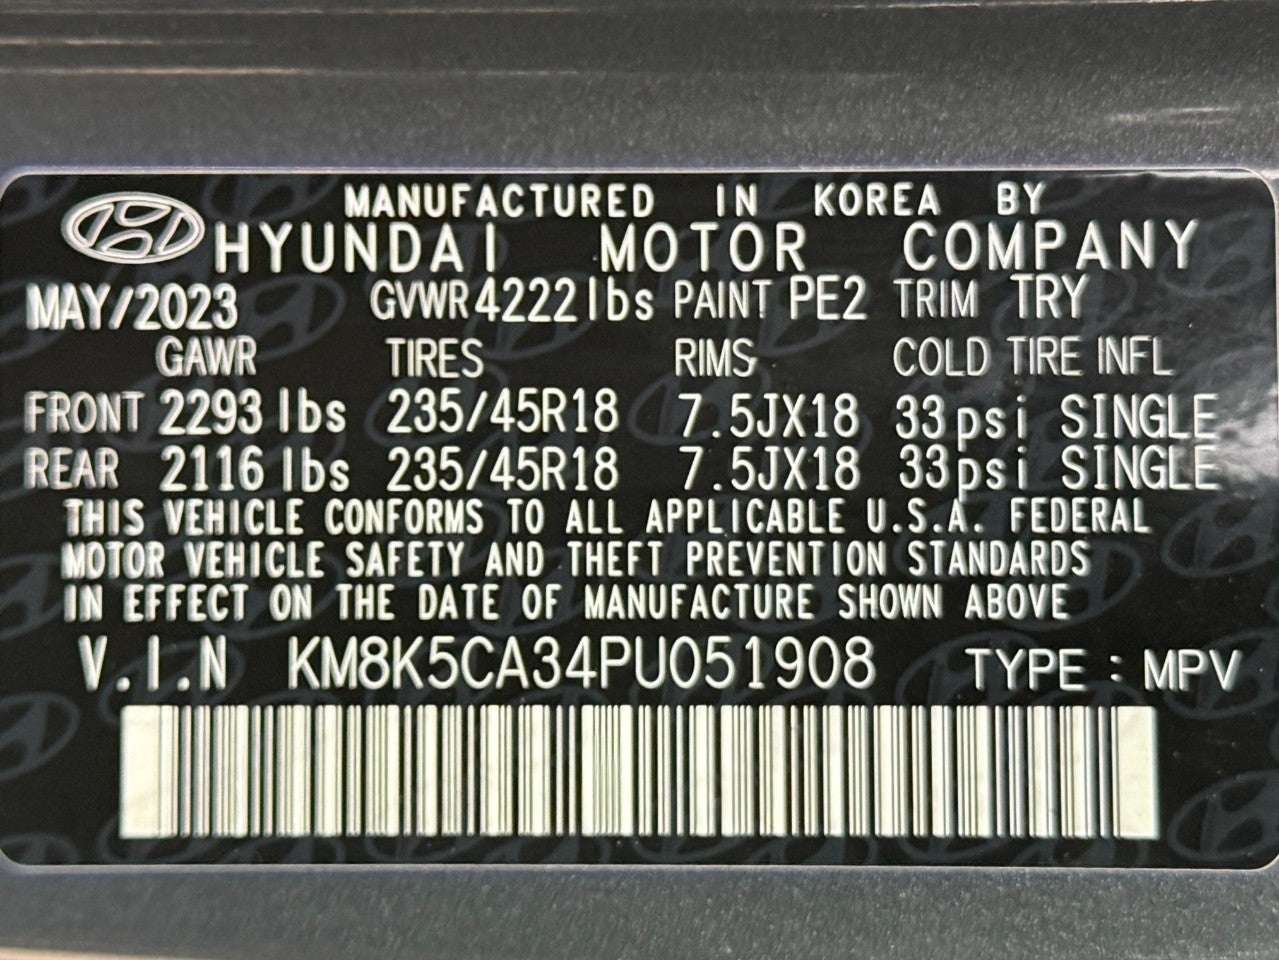 MANUFACTURED IN KOREA BY
HYUNDAI MOTOR COMPANY
MAY/2023 GVWR 4222lbs PAINT PE2 TRIM TRY
GAWR TIRES RIMS COLD TIRE INFL
FRONT 2293 lbs 235/45R18 7.5JX18 33psi SINGLE
REAR 2116 lbs 235/45R18 7.5JX18 33psi SINGLE
THIS VEHICLE CONFORMS TO ALL APPLICABLE U.S.A. FEDERAL
MOTOR VEHICLE SAFETY AND THEFT PREVENTION STANDARDS
IN EFFECT ON THE DATE OF MANUFACTURE SHOWN ABOVE
V.I.N KM8K5CA34PU051908 TYPE : MPV